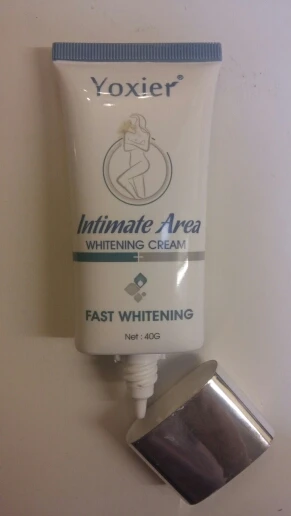 Yoxier®
Intimate Area
WHITENING CREAM
FAST WHITENING
Net : 40G